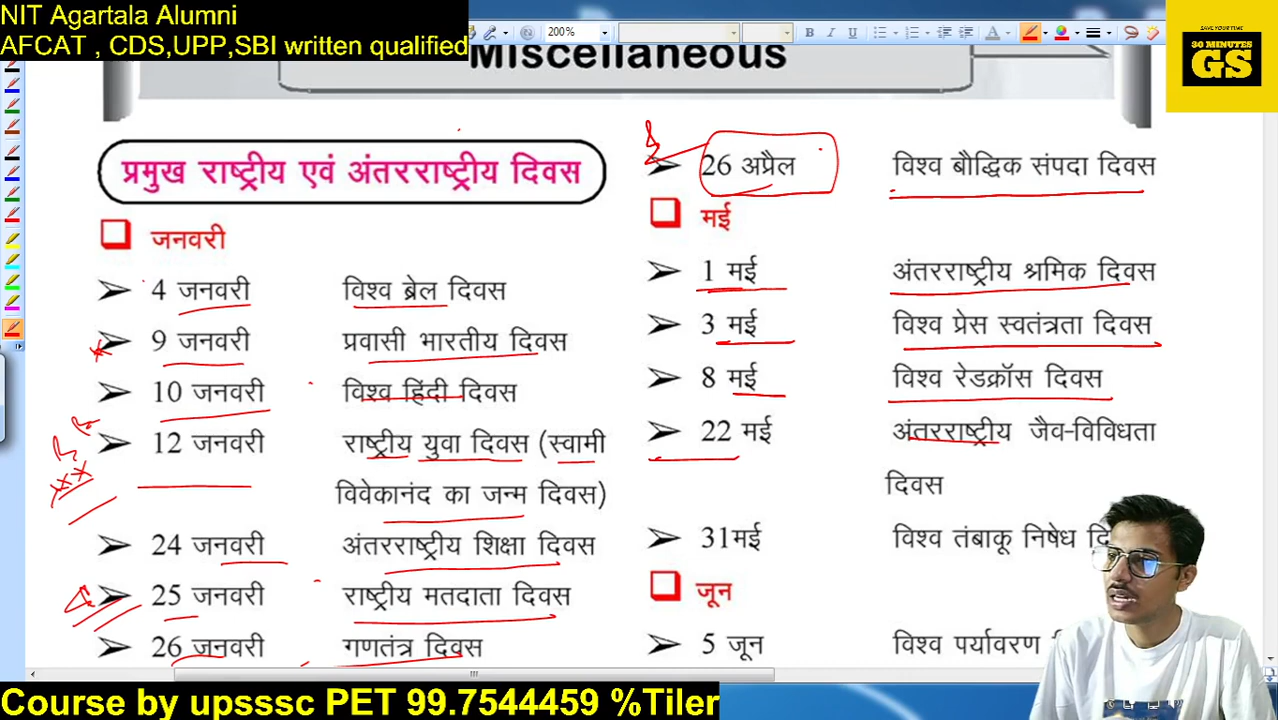 NIT Agartala Alumni
AFCAT , CDS,UPP,SBI written qualified
200%
B I U
A
SAVE YOUR TIME
30 MINUTES
GS
Miscellaneous
प्रमुख राष्ट्रीय एवं अंतरराष्ट्रीय दिवस
जनवरी
4 जनवरी विश्व ब्रेल दिवस
9 जनवरी प्रवासी भारतीय दिवस
10 जनवरी विश्व हिंदी दिवस
12 जनवरी राष्ट्रीय युवा दिवस (स्वामी
विवेकानंद का जन्म दिवस)
24 जनवरी अंतरराष्ट्रीय शिक्षा दिवस
25 जनवरी राष्ट्रीय मतदाता दिवस
26 जनवरी गणतंत्र दिवस
26 अप्रैल विश्व बौद्धिक संपदा दिवस
मई
1 मई अंतरराष्ट्रीय श्रमिक दिवस
3 मई विश्व प्रेस स्वतंत्रता दिवस
8 मई विश्व रेडक्रॉस दिवस
22 मई अंतरराष्ट्रीय जैव-विविधता
दिवस
31मई विश्व तंबाकू निषेध
जून
5 जून विश्व पर्यावरण
Course by upsssc PET 99.7544459 %Tiler